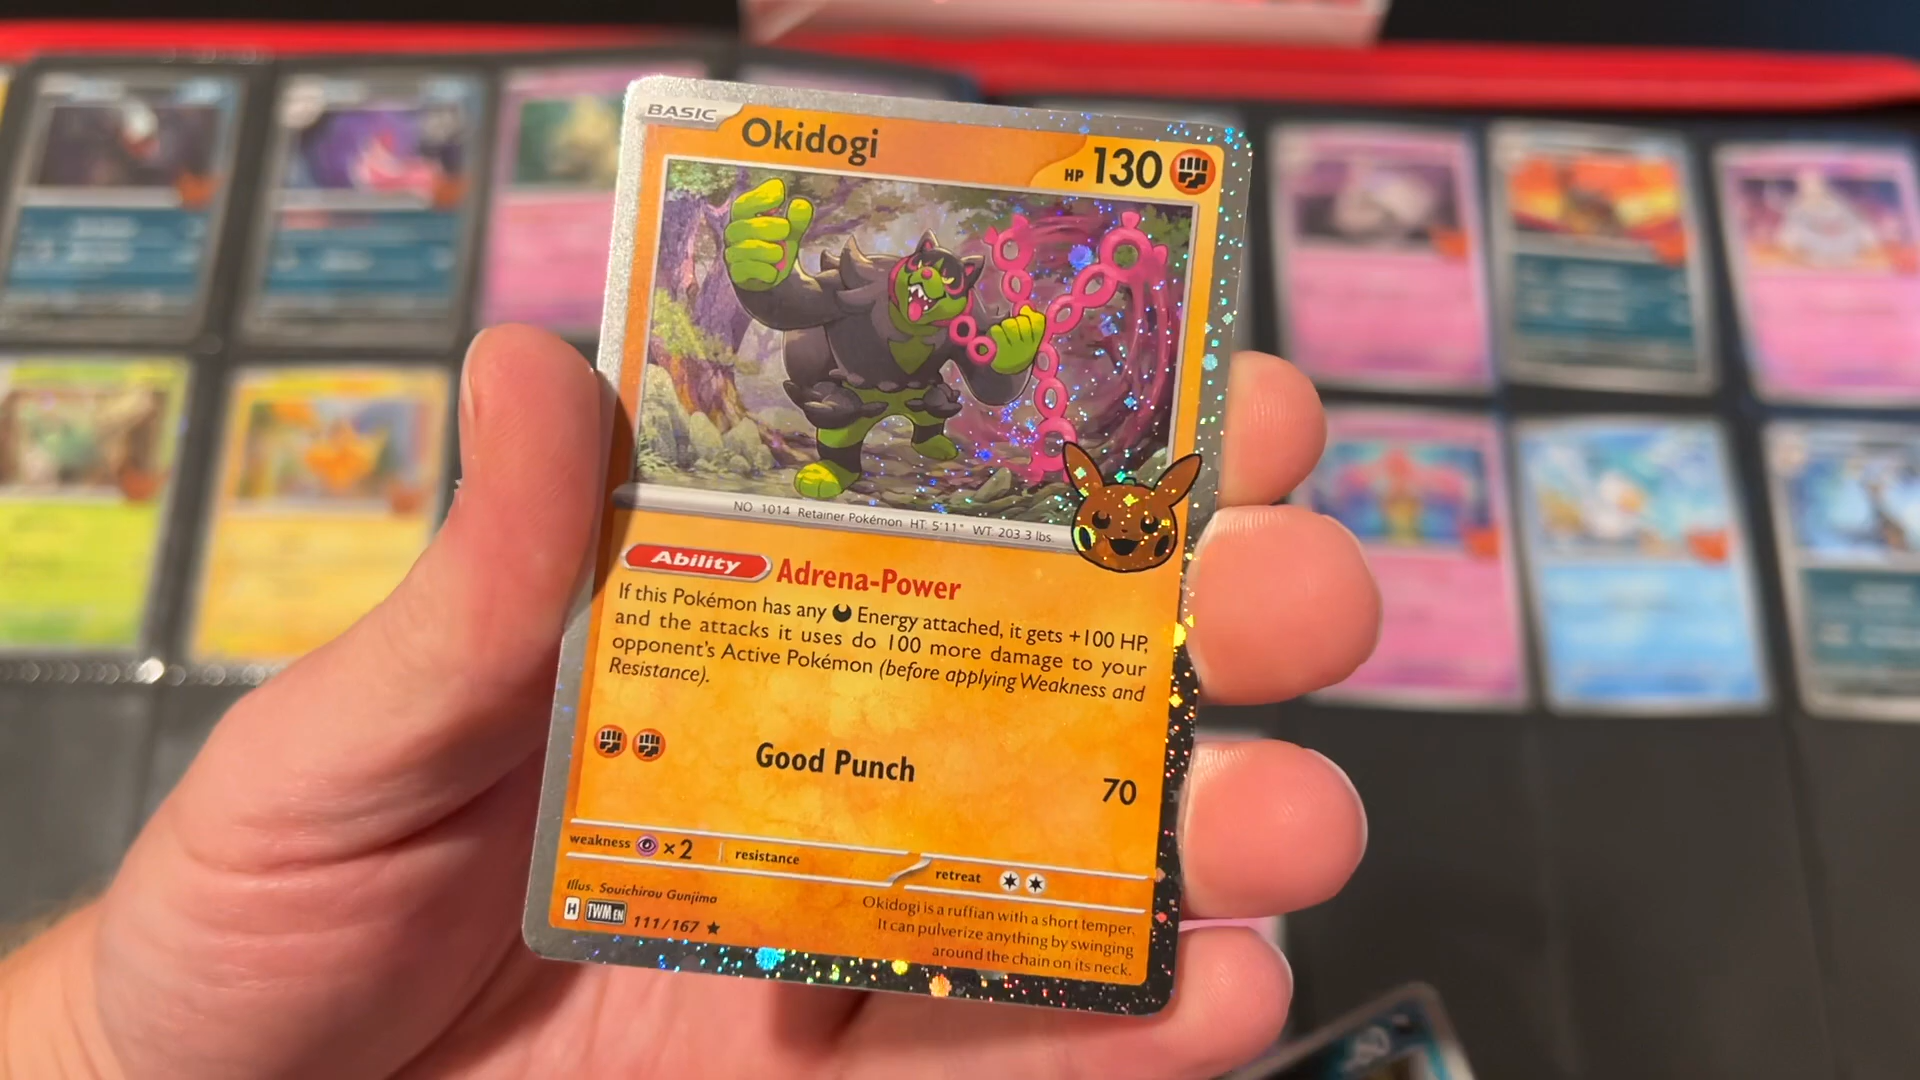 BASIC
Okidogi
HP 130
NO. 1014 Retainer Pokémon HT. 5'11" WT. 203.3 lbs.
Ability Adrena-Power
If this Pokémon has any Energy attached, it gets +100 HP,
and the attacks it uses do 100 more damage to your
opponent's Active Pokémon (before applying Weakness and
Resistance).
Good Punch 70
weakness ×2 resistance retreat
Illus. Souichirou Gunjima
H TWM EN 111/167 ★
Okidogi is a ruffian with a short temper.
It can pulverize anything by swinging
around the chain on its neck.